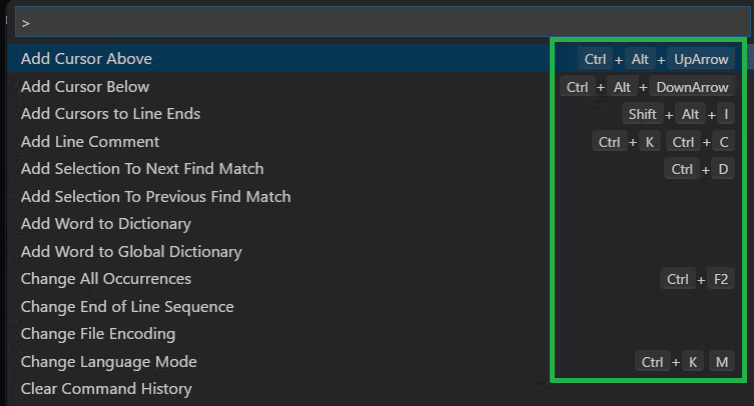 >
Add Cursor Above Ctrl + Alt + UpArrow
Add Cursor Below Ctrl + Alt + DownArrow
Add Cursors to Line Ends Shift + Alt + I
Add Line Comment Ctrl + K Ctrl + C
Add Selection To Next Find Match Ctrl + D
Add Selection To Previous Find Match
Add Word to Dictionary
Add Word to Global Dictionary
Change All Occurrences Ctrl + F2
Change End of Line Sequence
Change File Encoding
Change Language Mode Ctrl + K M
Clear Command History